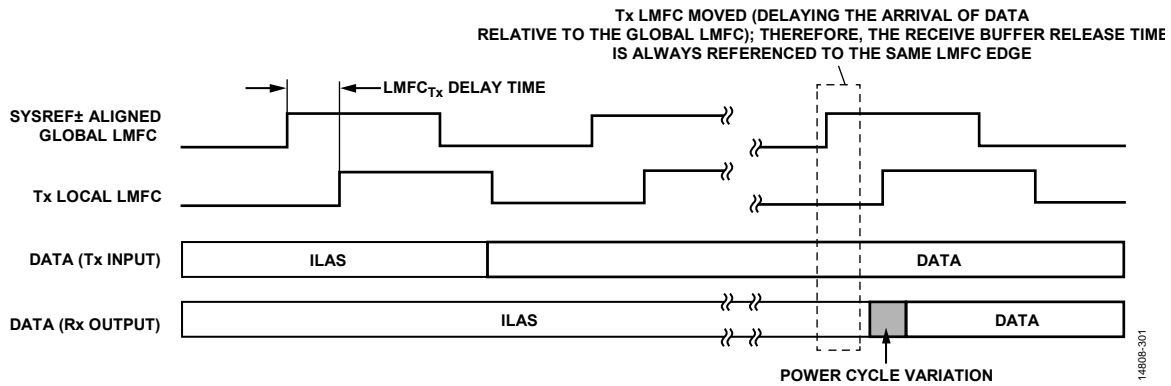 Tx LMFC MOVED (DELAYING THE ARRIVAL OF DATA
RELATIVE TO THE GLOBAL LMFC); THEREFORE, THE RECEIVE BUFFER RELEASE TIME
IS ALWAYS REFERENCED TO THE SAME LMFC EDGE
LMFCTx DELAY TIME
SYSREF± ALIGNED
GLOBAL LMFC
Tx LOCAL LMFC
DATA (Tx INPUT)
ILAS
DATA
DATA (Rx OUTPUT)
ILAS
DATA
POWER CYCLE VARIATION
14808-301